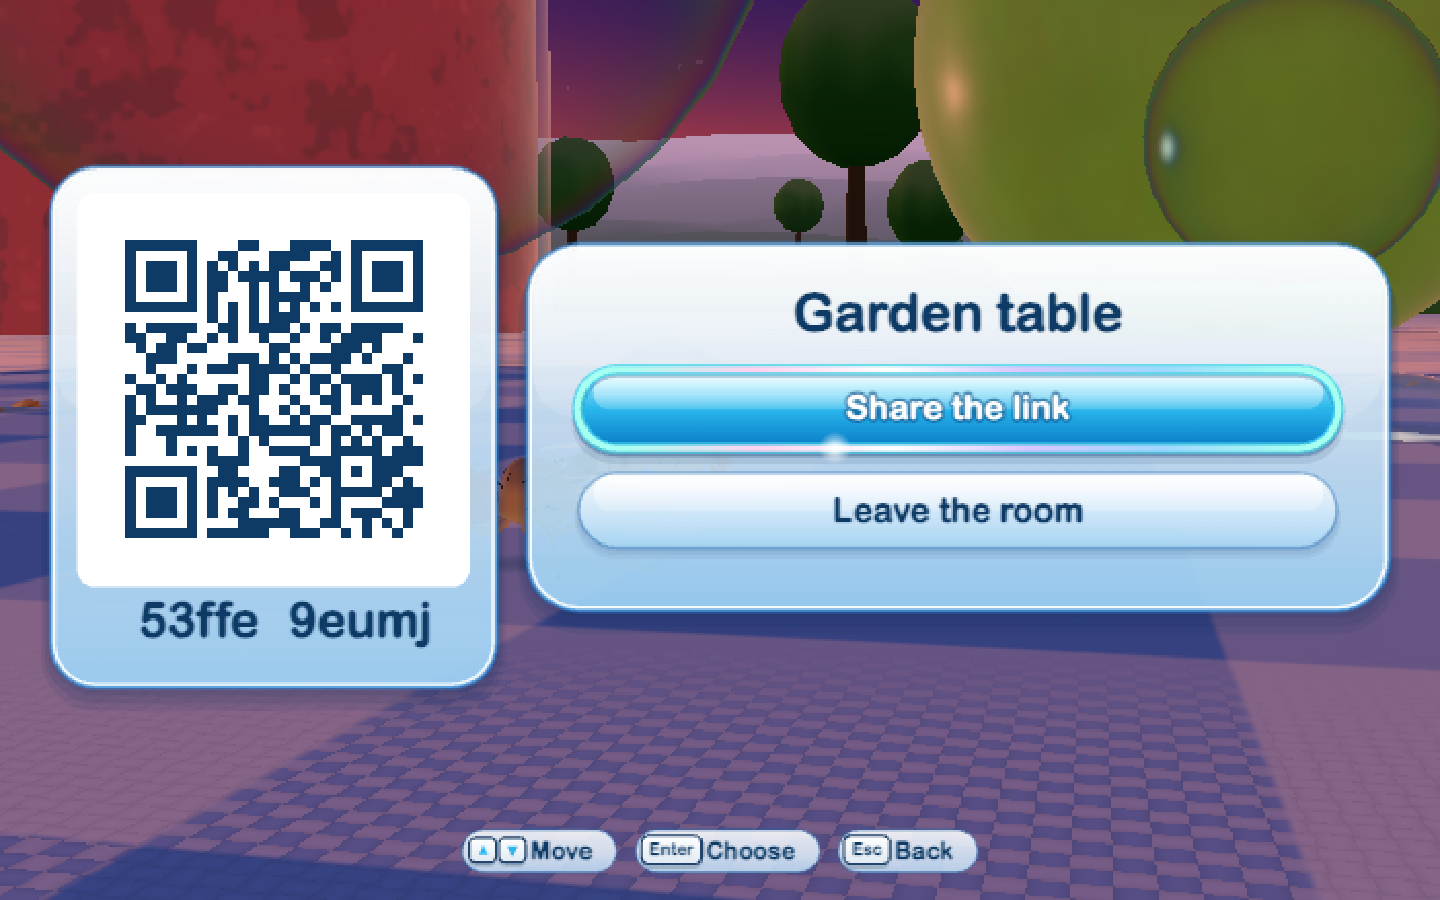 53ffe 9eumj
Garden table
Share the link
Leave the room
▲ ▼ Move Enter Choose Esc Back